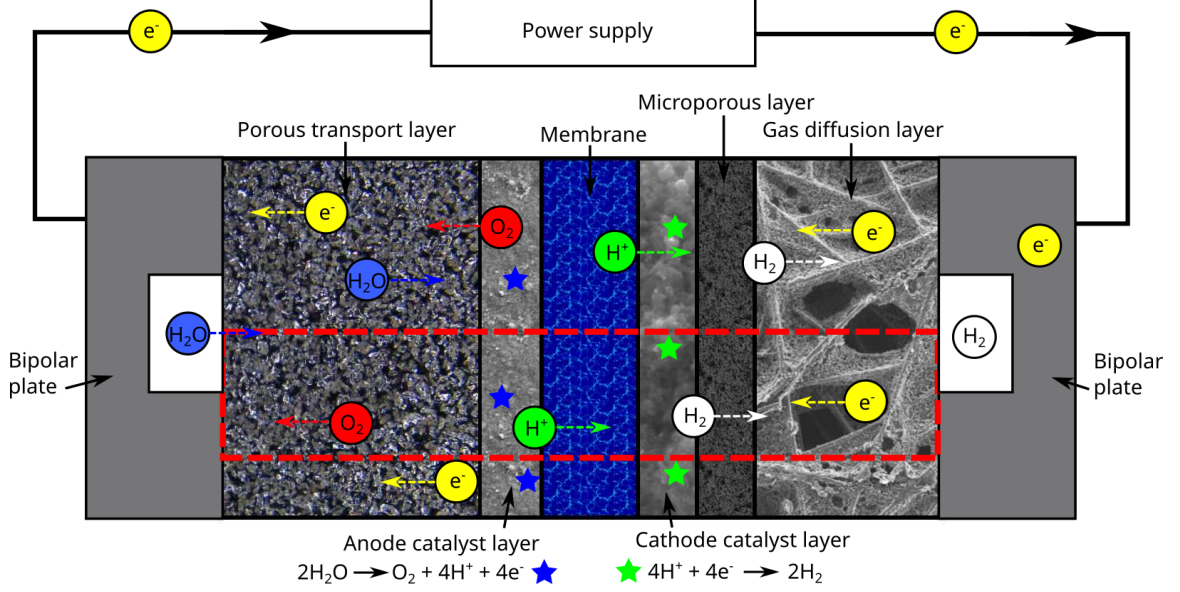 e⁻
Power supply
e⁻
Microporous layer
Porous transport layer
Membrane
Gas diffusion layer
e⁻
O₂
e⁻
H⁺
e⁻
H₂
H₂O
H₂O
H₂
Bipolar
plate
Bipolar
plate
e⁻
H₂
O₂
H⁺
e⁻
Anode catalyst layer
Cathode catalyst layer
2H₂O → O₂ + 4H⁺ + 4e⁻
4H⁺ + 4e⁻ → 2H₂